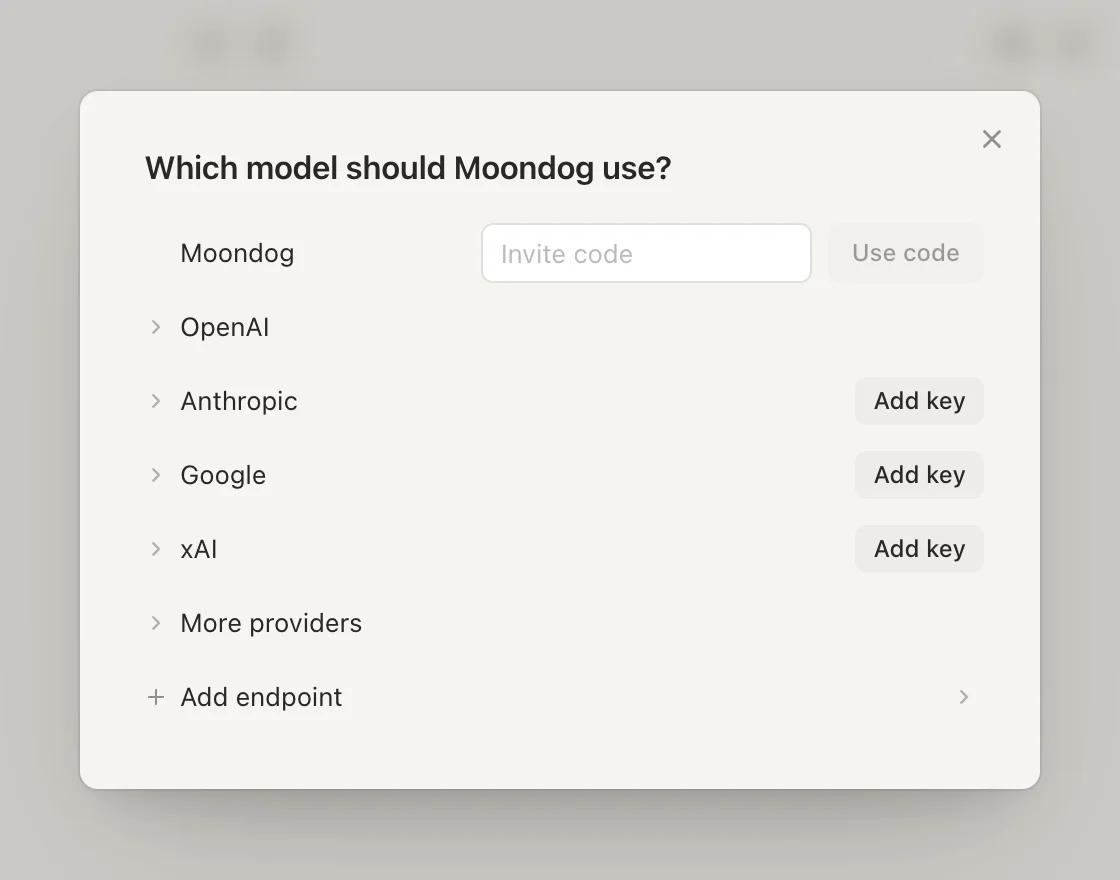 Which model should Moondog use?
Moondog Invite code Use code
OpenAI
Anthropic Add key
Google Add key
xAI Add key
More providers
Add endpoint